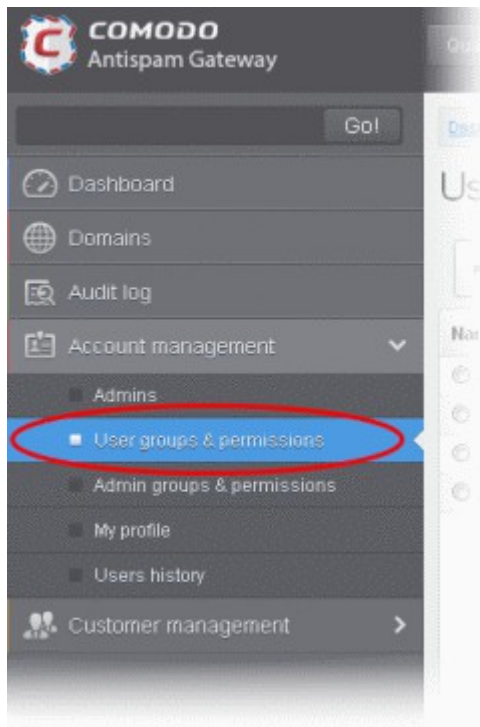 COMODO
Antispam Gateway
Go!
Dashboard
Domains
Audit log
Account management
Admins
User groups & permissions
Admin groups & permissions
My profile
Users history
Customer management